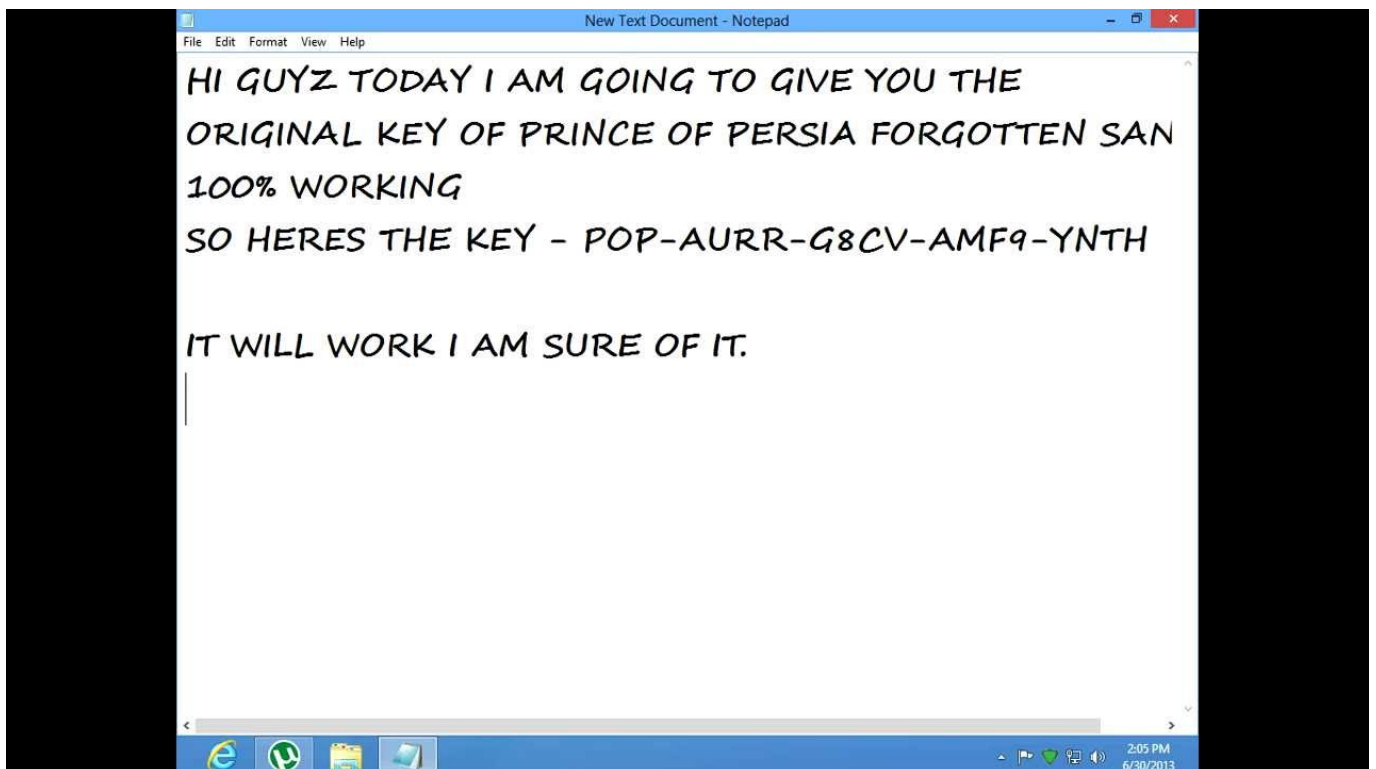 New Text Document - Notepad
File Edit Format View Help
HI GUYZ TODAY I AM GOING TO GIVE YOU THE
ORIGINAL KEY OF PRINCE OF PERSIA FORGOTTEN SAN
100% WORKING
SO HERES THE KEY - POP-AURR-G8CV-AMF9-YNTH
IT WILL WORK I AM SURE OF IT.
2:05 PM
6/30/2013